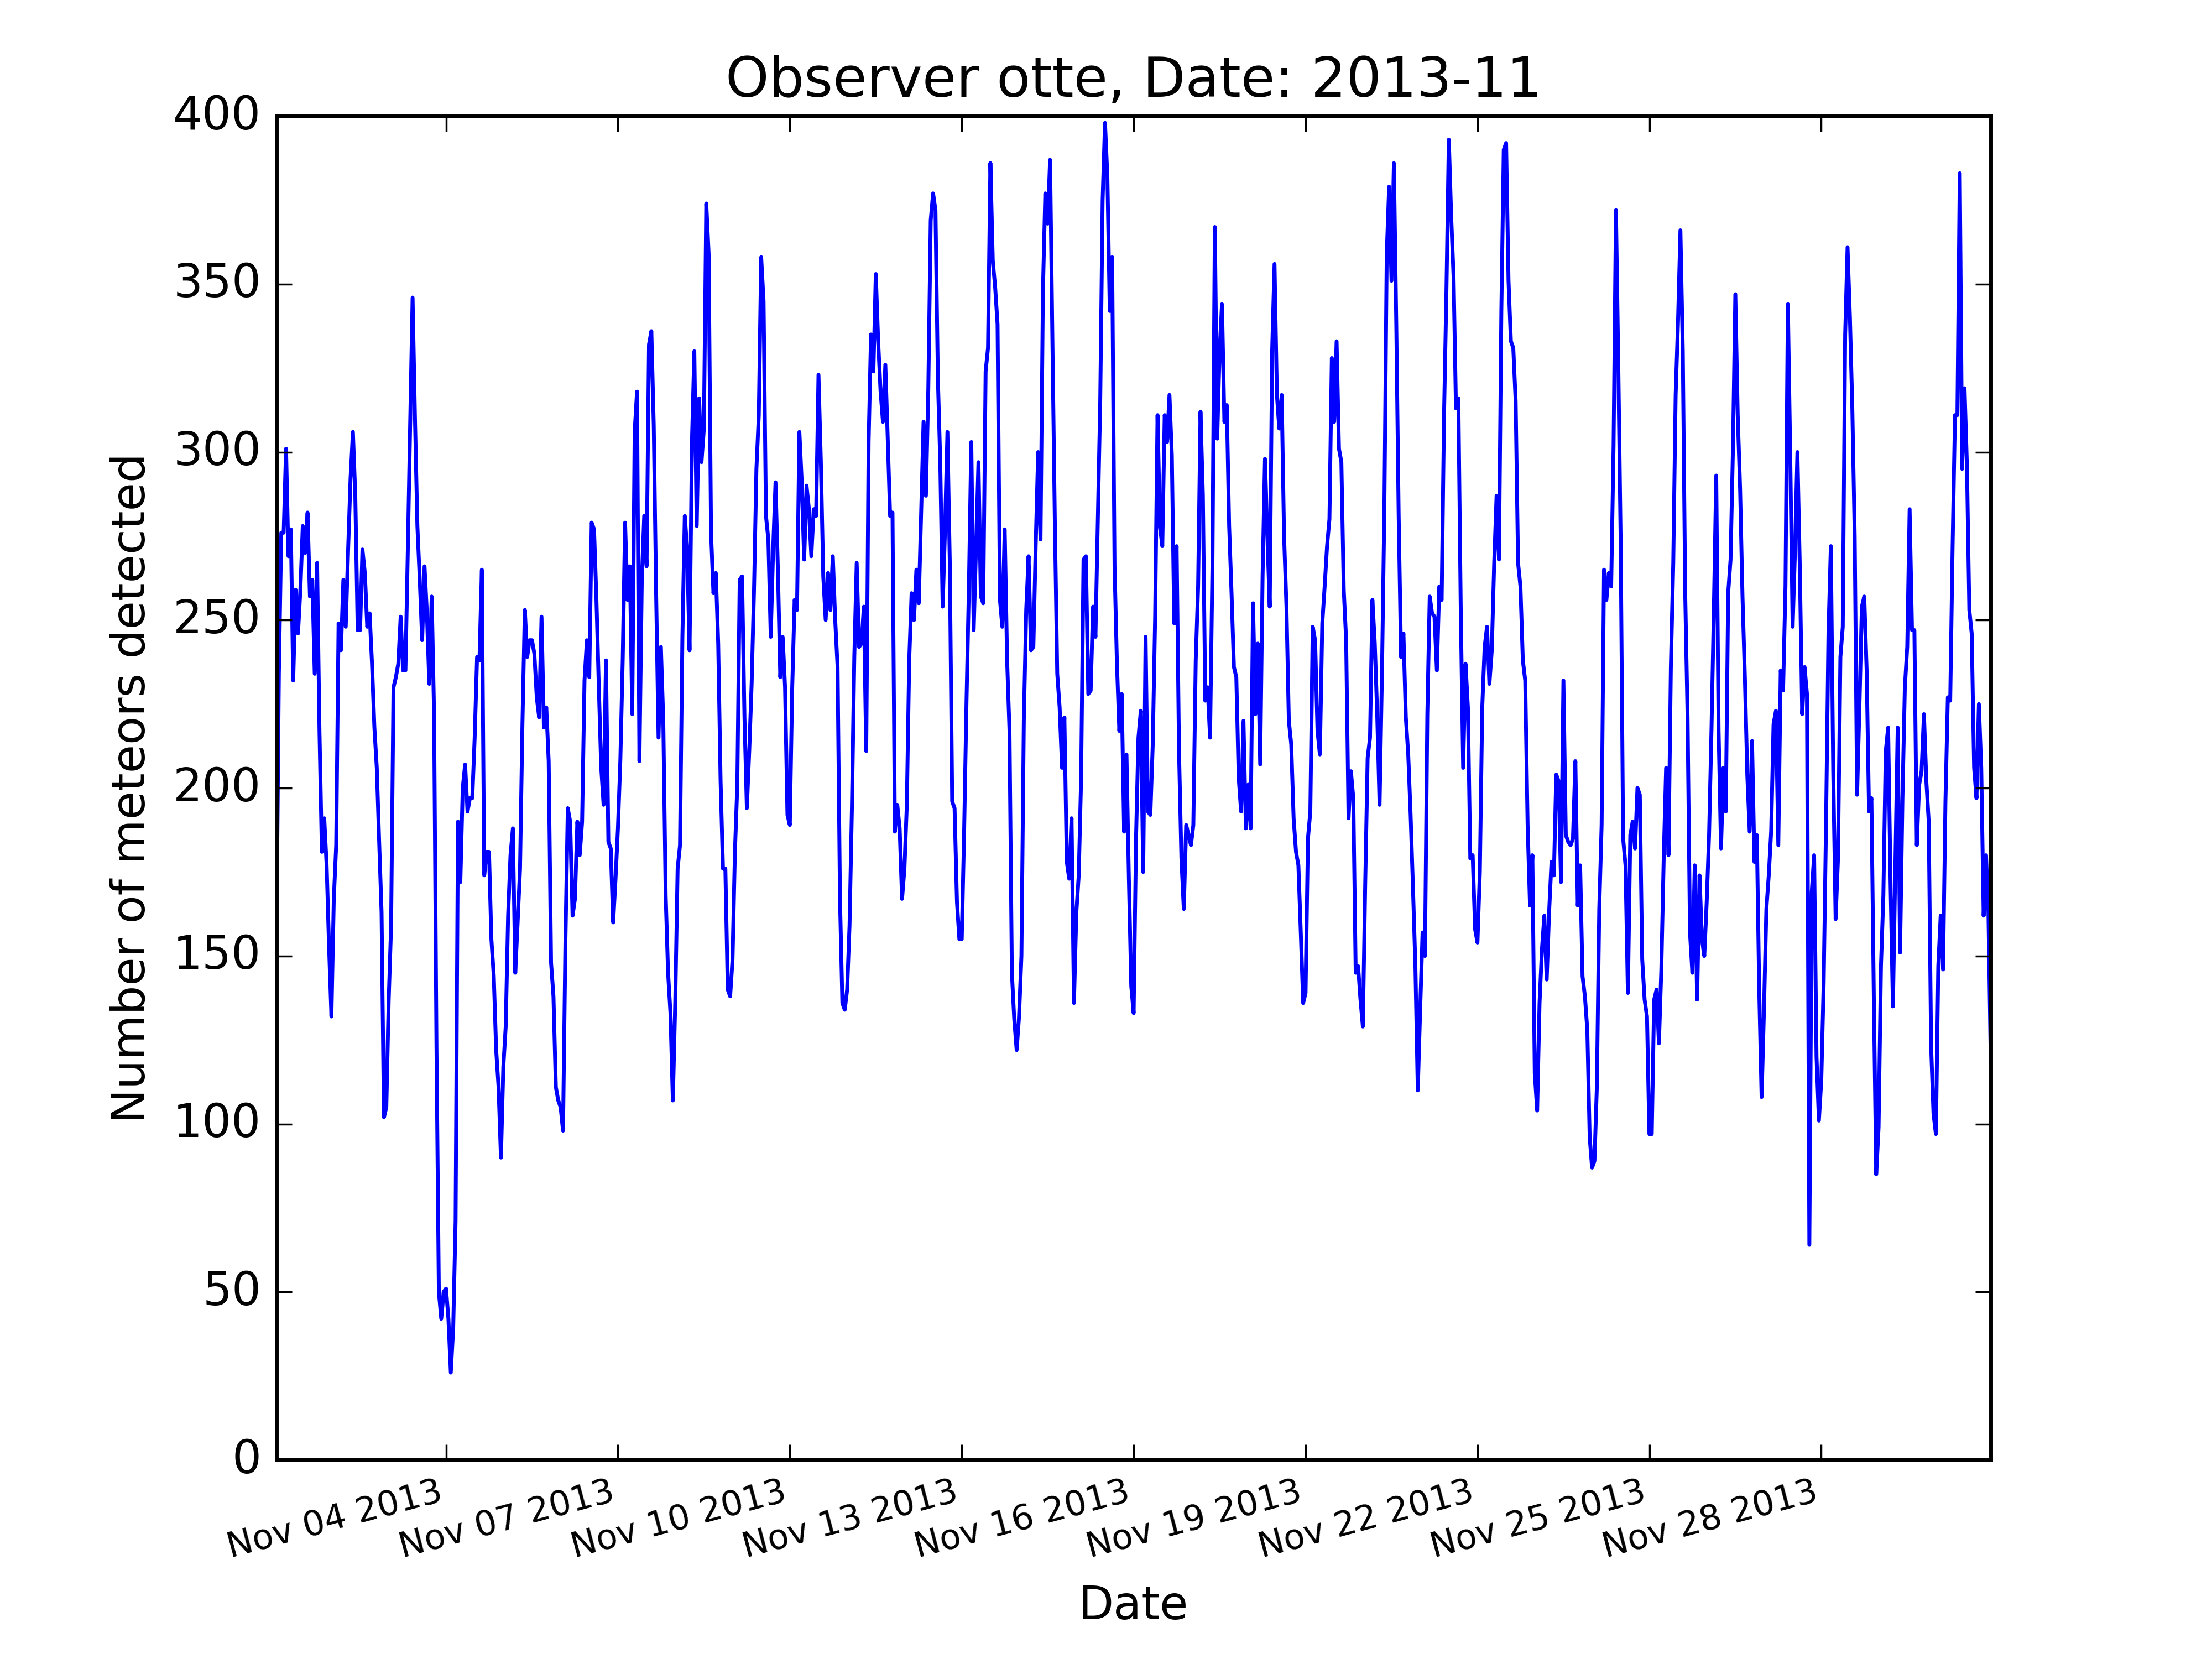 Observer otte, Date: 2013-11
Number of meteors detected
400
350
300
250
200
150
100
50
0
Nov 04 2013
Nov 07 2013
Nov 10 2013
Nov 13 2013
Nov 16 2013
Nov 19 2013
Nov 22 2013
Nov 25 2013
Nov 28 2013
Date